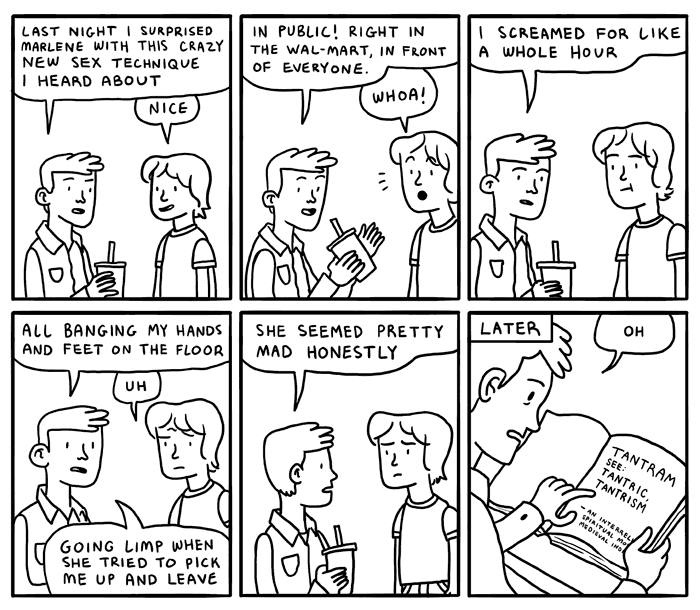 LAST NIGHT I SURPRISED
MARLENE WITH THIS CRAZY
NEW SEX TECHNIQUE
I HEARD ABOUT
NICE
IN PUBLIC! RIGHT IN
THE WAL-MART, IN FRONT
OF EVERYONE.
WHOA!
I SCREAMED FOR LIKE
A WHOLE HOUR
ALL BANGING MY HANDS
AND FEET ON THE FLOOR
UH
GOING LIMP WHEN
SHE TRIED TO PICK
ME UP AND LEAVE
SHE SEEMED PRETTY
MAD HONESTLY
LATER
OH
TANTRAM
SEE:
TANTRIC,
TANTRISM
- AN
SPIRITUAL
MEDIEVAL